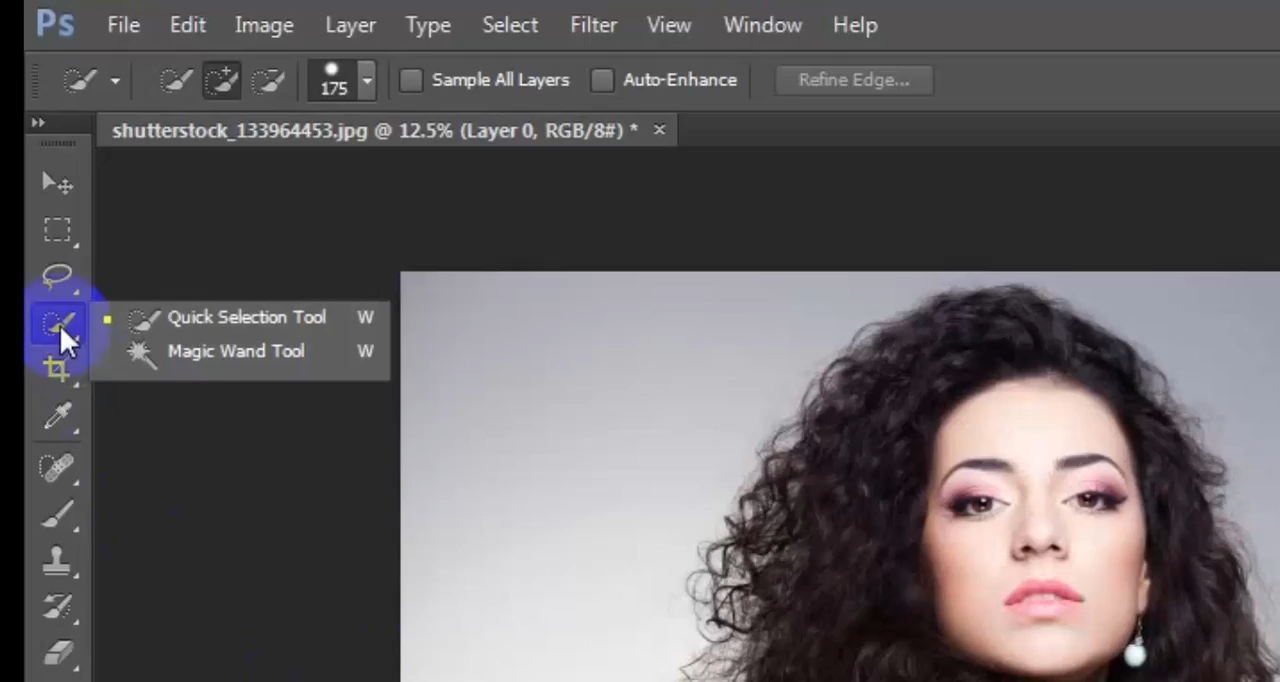 Ps File Edit Image Layer Type Select Filter View Window Help
175 Sample All Layers Auto-Enhance Refine Edge...
shutterstock_133964453.jpg @ 12.5% (Layer 0, RGB/8#) * ×
Quick Selection Tool W
Magic Wand Tool W